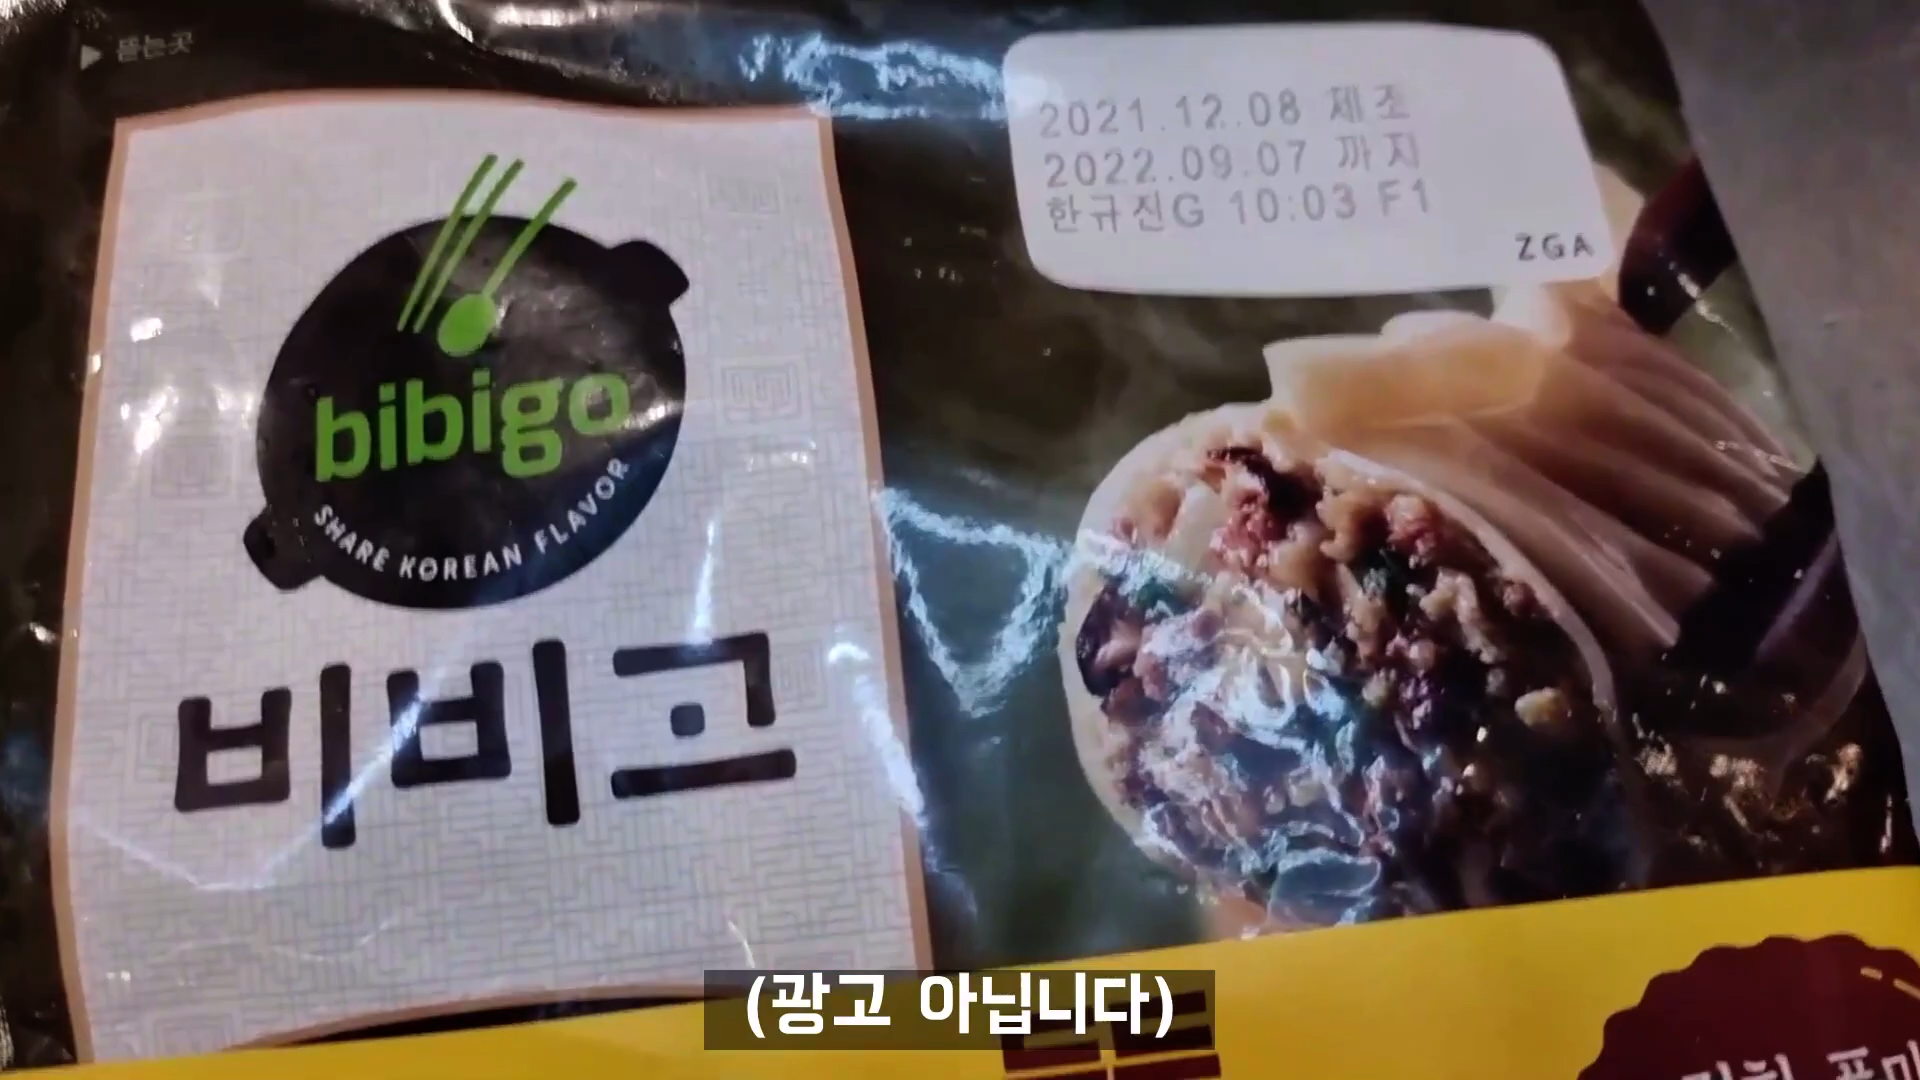 뜯는곳
2021.12.08 제조
2022.09.07 까지
한규진G 10:03 F1
ZGA
bibigo
SHARE KOREAN FLAVOR
비비고
(광고 아닙니다)